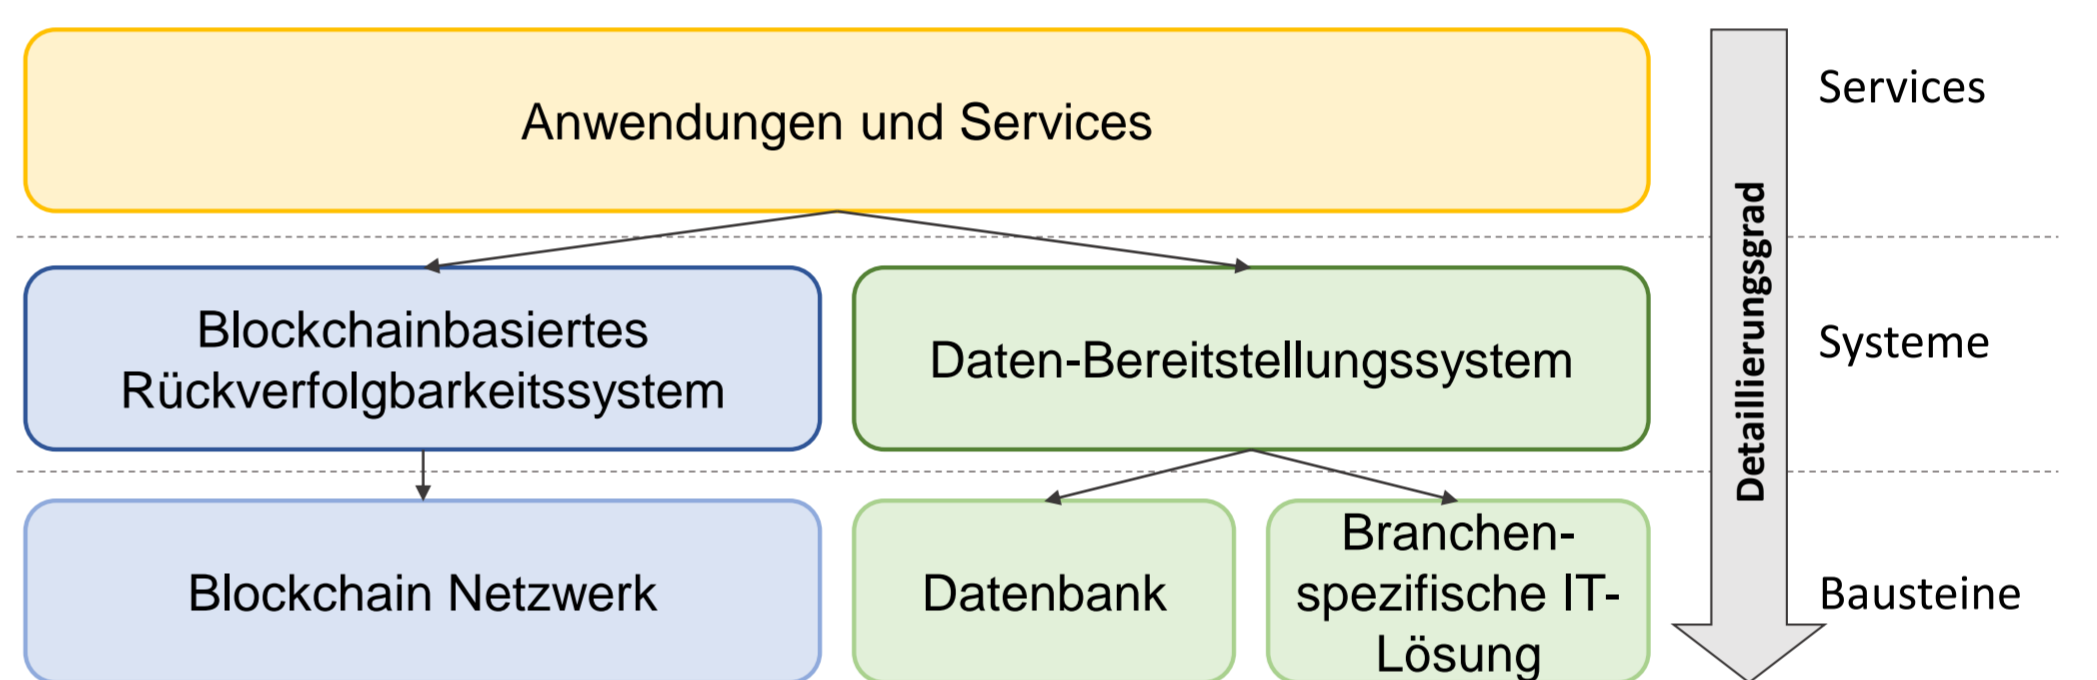 Anwendungen und Services
Services
Blockchainbasiertes
Rückverfolgbarkeitssystem
Daten-Bereitstellungssystem
Detaillierungsgrad
Systeme
Blockchain Netzwerk
Datenbank
Branchen-
spezifische IT-
Lösung
Bausteine